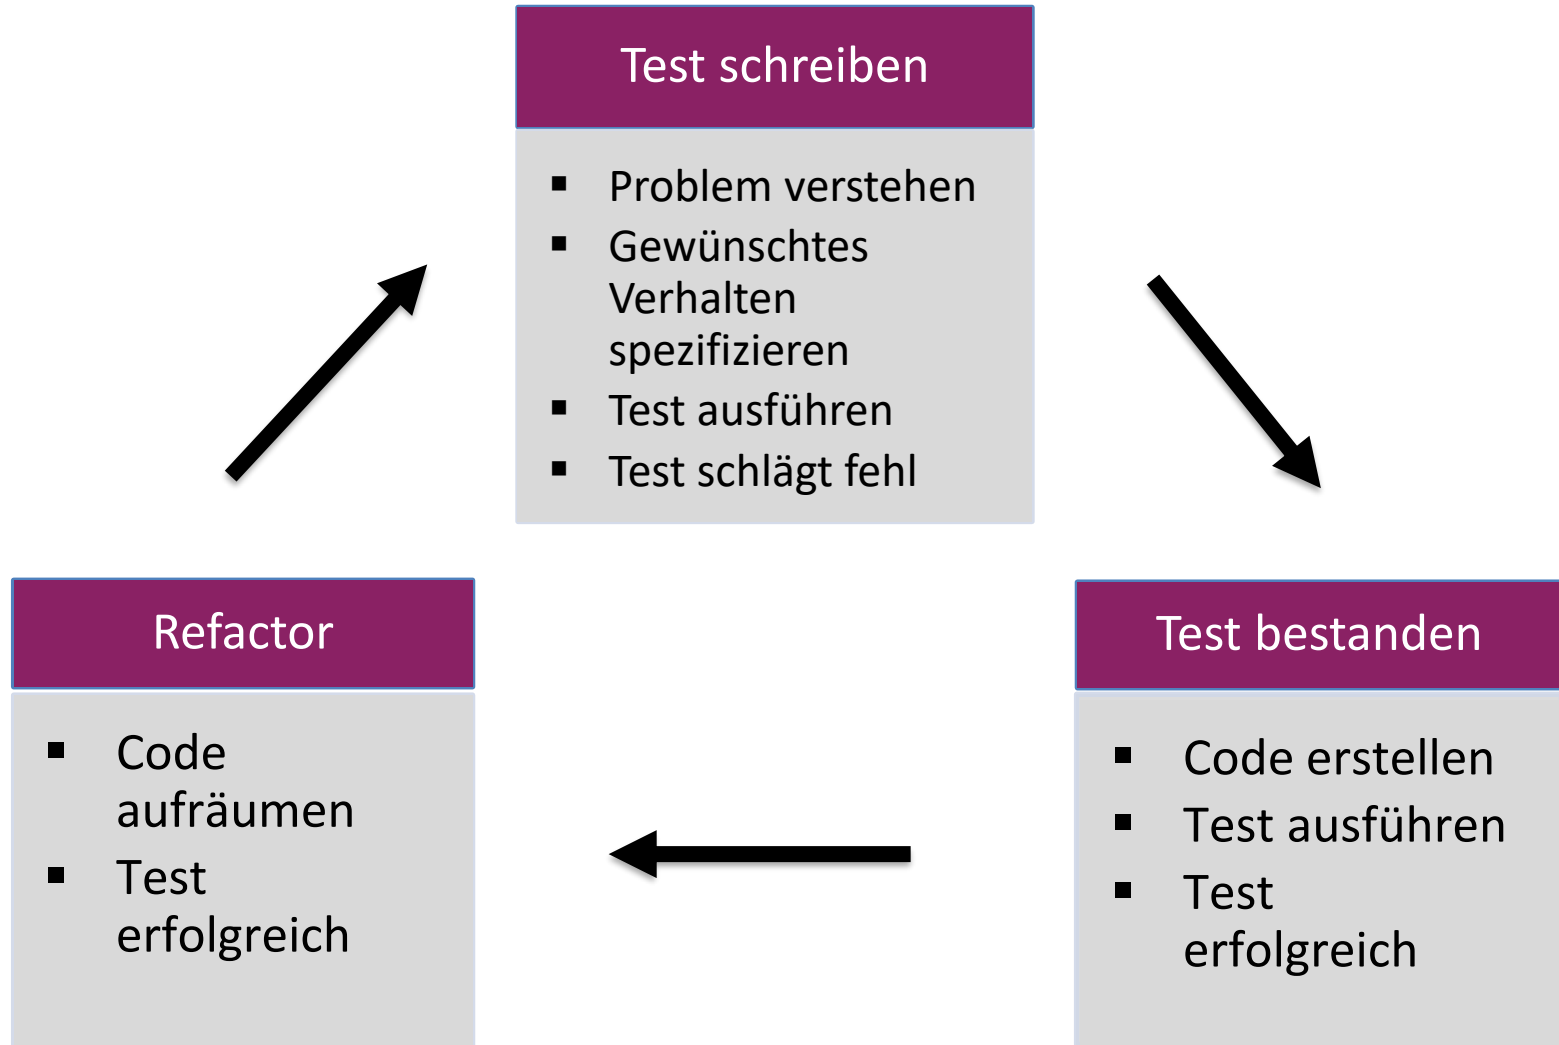 Test schreiben
▪ Problem verstehen
▪ Gewünschtes
Verhalten
spezifizieren
▪ Test ausführen
▪ Test schlägt fehl
Refactor
▪ Code
aufräumen
▪ Test
erfolgreich
Test bestanden
▪ Code erstellen
▪ Test ausführen
▪ Test
erfolgreich